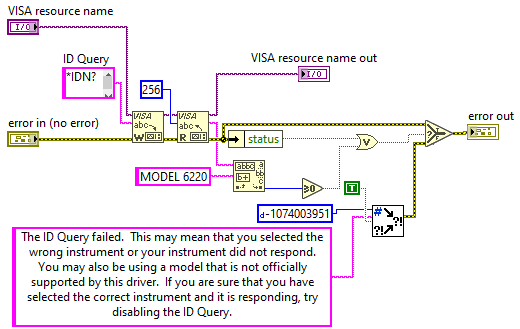 VISA resource name
I/O
ID Query
*IDN?
VISA resource name out
I/O
256
VISA
abc
W
VISA
abc
R
error in (no error)
status
error out
MODEL 6220
≥0
T
d -1074003951
The ID Query failed.  This may mean that you selected the
wrong instrument or your instrument did not respond.
You may also be using a model that is not officially
supported by this driver.  If you are sure that you have
selected the correct instrument and it is responding, try
disabling the ID Query.